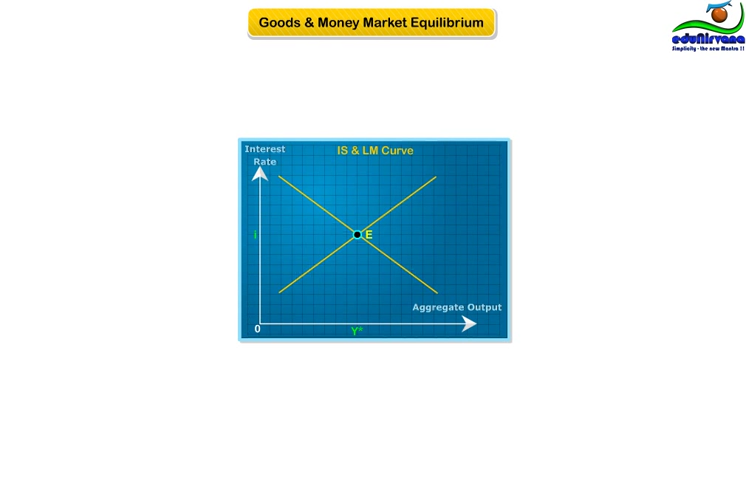 Goods & Money Market Equilibrium
eduNirvana
Simplicity - the new Mantra !!
Interest
Rate
IS & LM Curve
i
E
Aggregate Output
0
Y*